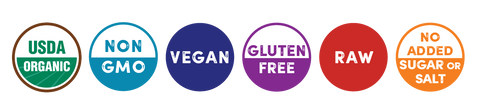 USDA
ORGANIC
NON
GMO
VEGAN
GLUTEN
FREE
RAW
NO
ADDED
SUGAR OR
SALT